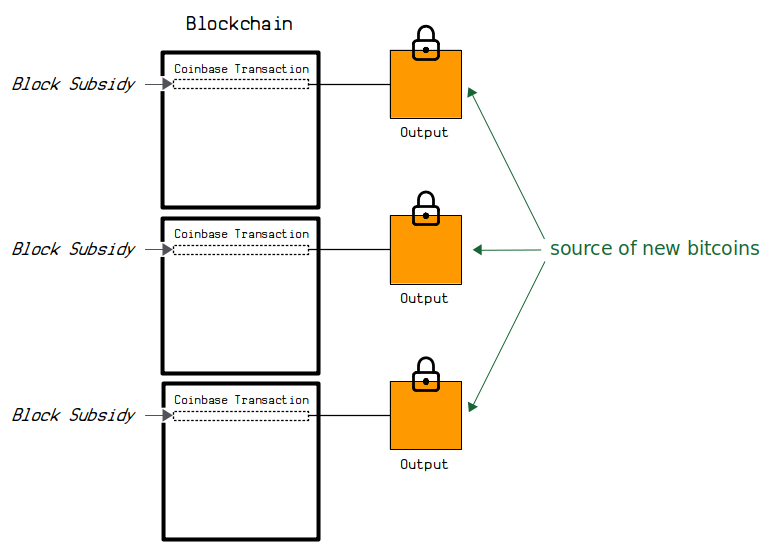 Blockchain
Coinbase Transaction
Block Subsidy
Output
Coinbase Transaction
Block Subsidy
source of new bitcoins
Output
Coinbase Transaction
Block Subsidy
Output